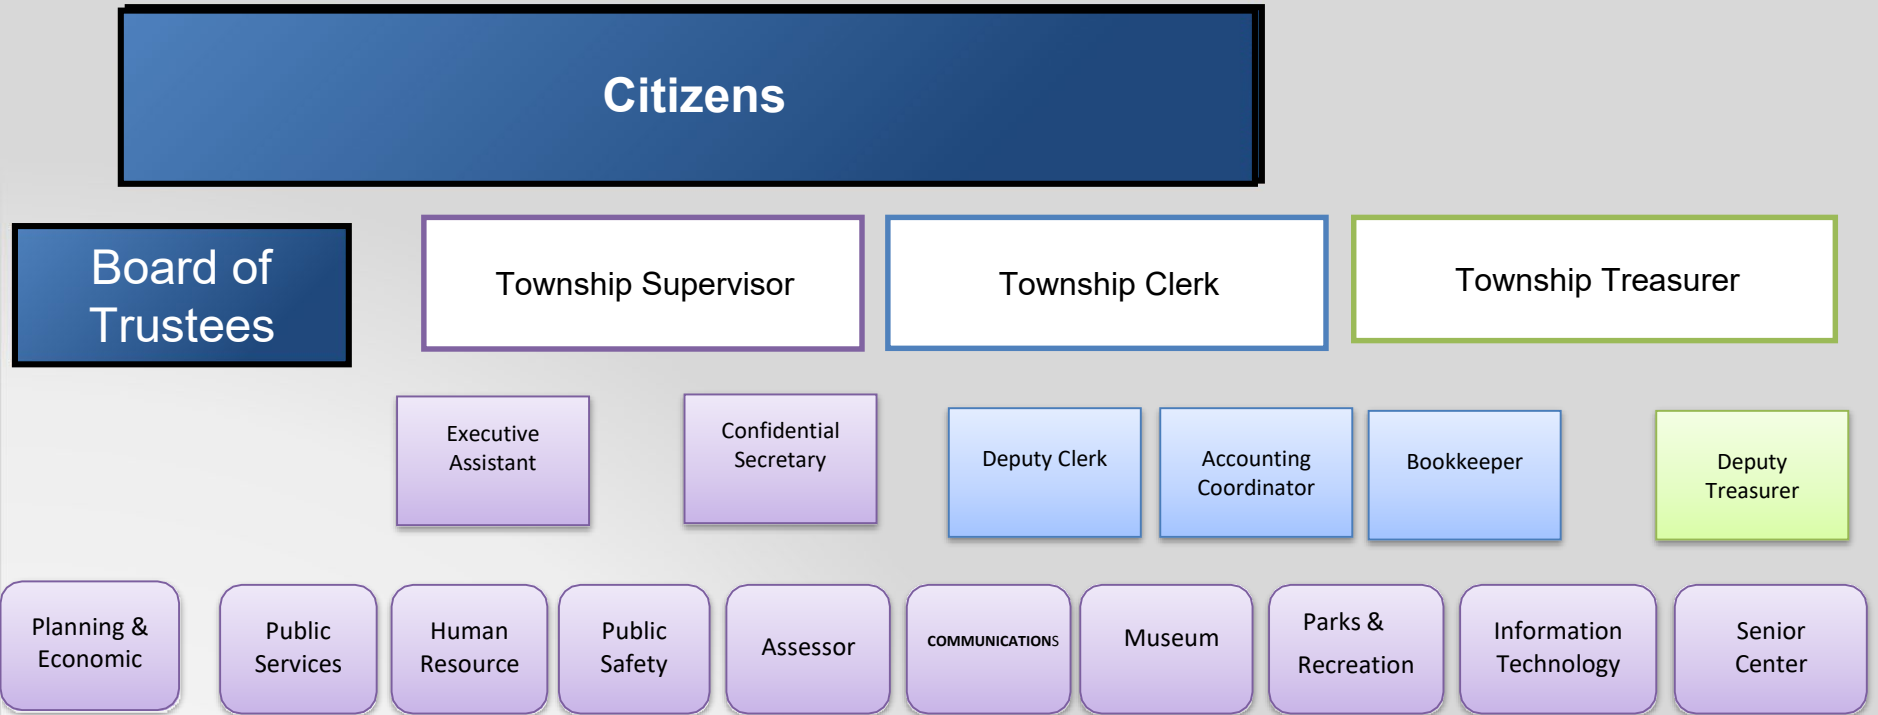 Citizens
Board of
Trustees
Township Supervisor
Township Clerk
Township Treasurer
Executive
Assistant
Confidential
Secretary
Deputy Clerk
Accounting
Coordinator
Bookkeeper
Deputy
Treasurer
Planning &
Economic
Public
Services
Human
Resource
Public
Safety
Assessor
COMMUNICATIONS
Museum
Parks &
Recreation
Information
Technology
Senior
Center